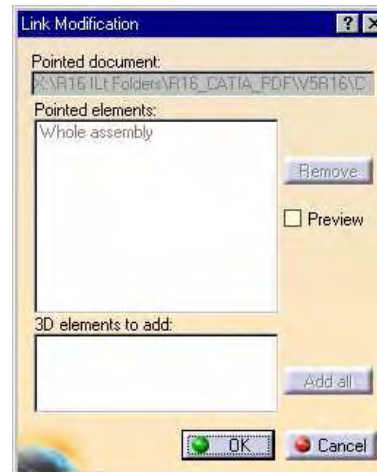 Link Modification
Pointed document:
X:\R16 ILt Folders\R16_CATIA_PDF\V5R16\C
Pointed elements:
Whole assembly
Remove
Preview
3D elements to add:
Add all
OK
Cancel